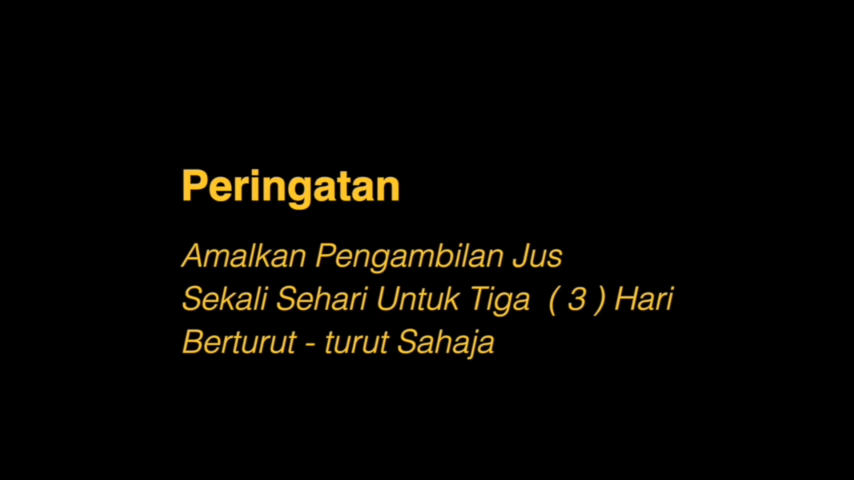 Peringatan
Amalkan Pengambilan Jus
Sekali Sehari Untuk Tiga ( 3 ) Hari
Berturut - turut Sahaja